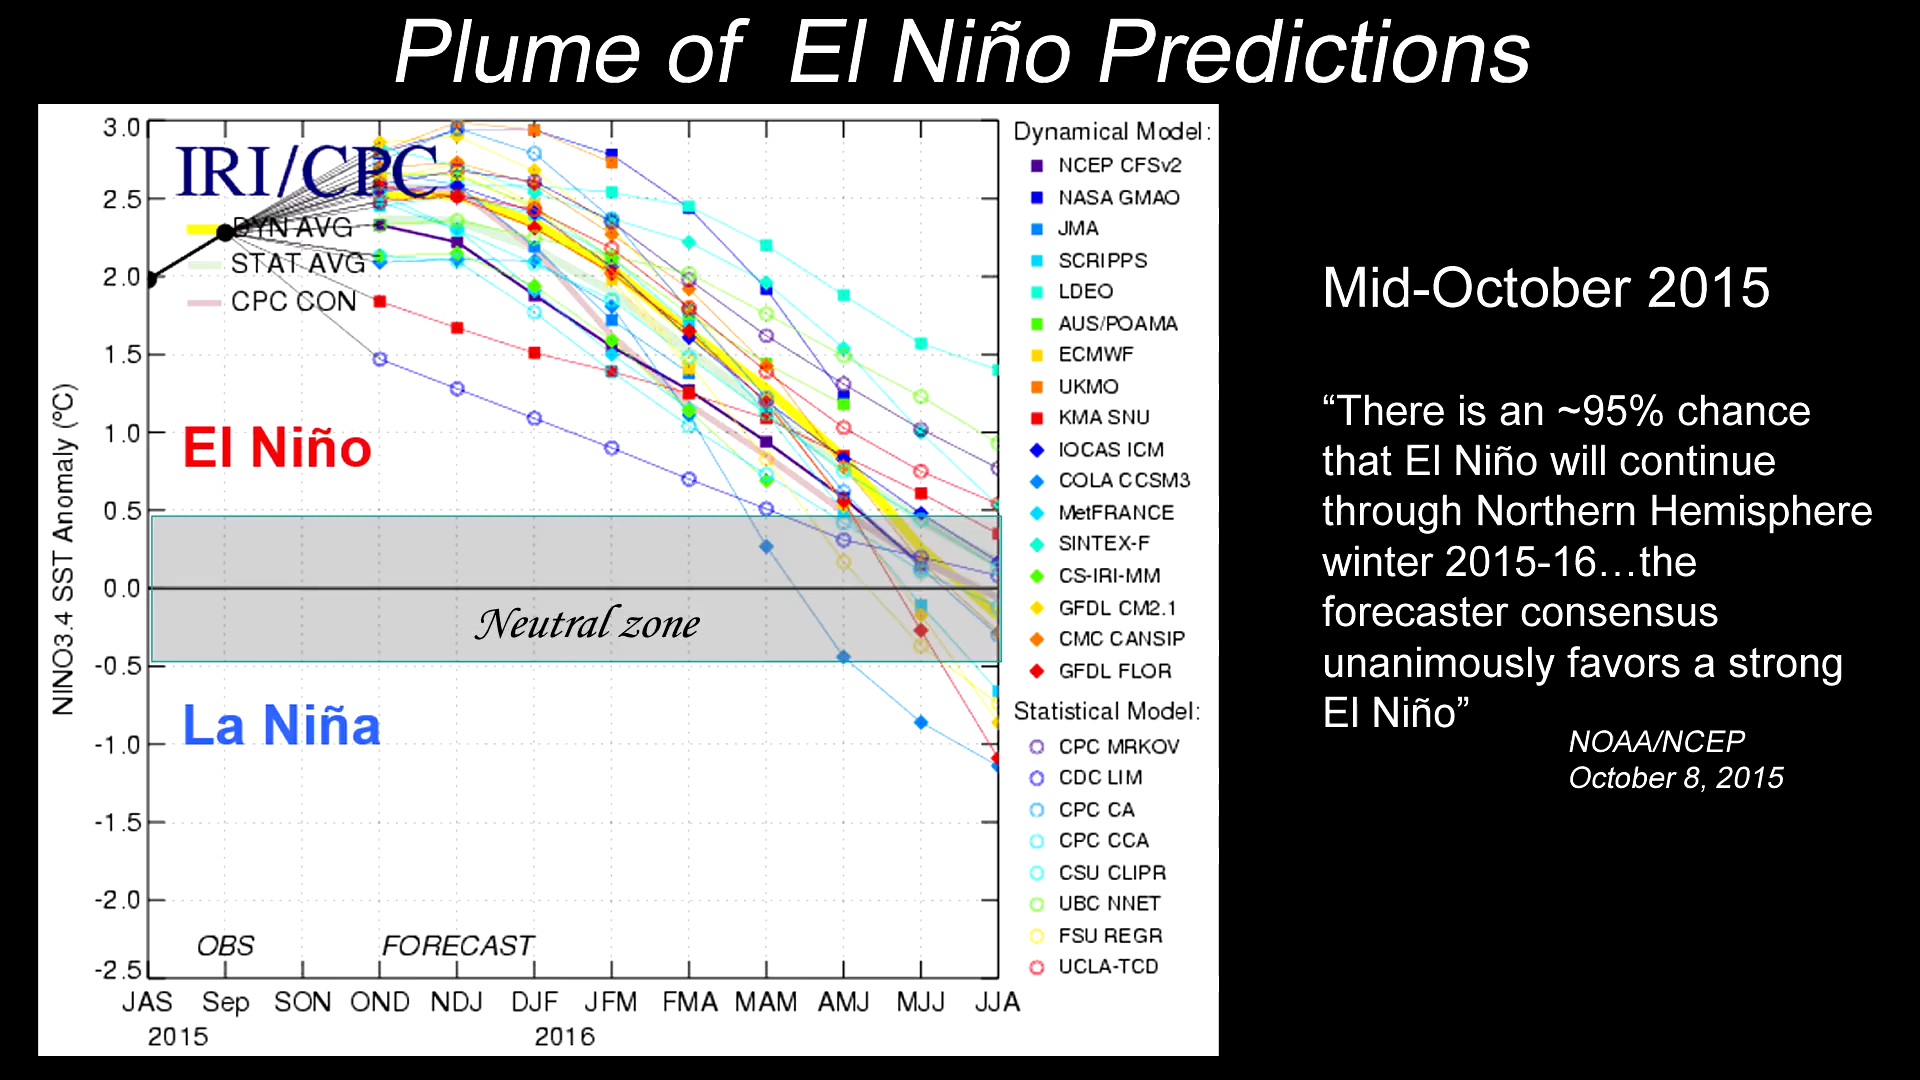 Plume of El Niño Predictions
IRI/CPC
DYN AVG
STAT AVG
CPC CON
El Niño
Neutral zone
La Niña
OBS
FORECAST
NINO3.4 SST Anomaly (ºC)
3.0
2.5
2.0
1.5
1.0
0.5
0.0
-0.5
-1.0
-1.5
-2.0
-2.5
JAS Sep SON OND NDJ DJF JFM FMA MAM AMJ MJJ JJA
2015 2016
Dynamical Model:
NCEP CFSv2
NASA GMAO
JMA
SCRIPPS
LDEO
AUS/POAMA
ECMWF
UKMO
KMA SNU
IOCAS ICM
COLA CCSM3
MetFRANCE
SINTEX-F
CS-IRI-MM
GFDL CM2.1
CMC CANSIP
GFDL FLOR
Statistical Model:
CPC MRKOV
CDC LIM
CPC CA
CPC CCA
CSU CLIPR
UBC NNET
FSU REGR
UCLA-TCD
Mid-October 2015
“There is an ~95% chance
that El Niño will continue
through Northern Hemisphere
winter 2015-16…the
forecaster consensus
unanimously favors a strong
El Niño”
NOAA/NCEP
October 8, 2015